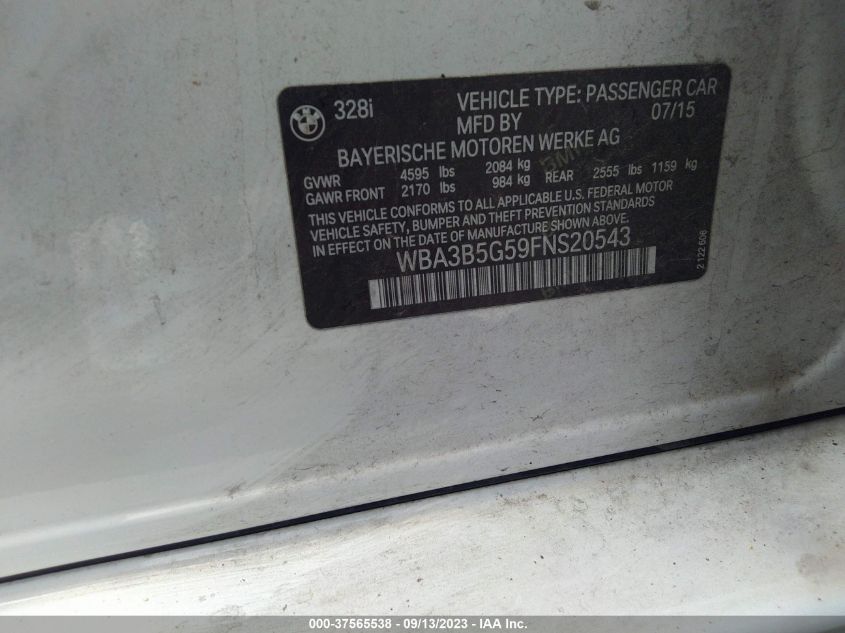 328i VEHICLE TYPE: PASSENGER CAR
MFD BY 07/15
BAYERISCHE MOTOREN WERKE AG
GVWR 4595 lbs 2084 kg
GAWR FRONT 2170 lbs 984 kg REAR 2555 lbs 1159 kg
THIS VEHICLE CONFORMS TO ALL APPLICABLE U.S. FEDERAL MOTOR
VEHICLE SAFETY, BUMPER AND THEFT PREVENTION STANDARDS
IN EFFECT ON THE DATE OF MANUFACTURE SHOWN ABOVE.
WBA3B5G59FNS20543
2 122 606
000-37565538 - 09/13/2023 - IAA Inc.